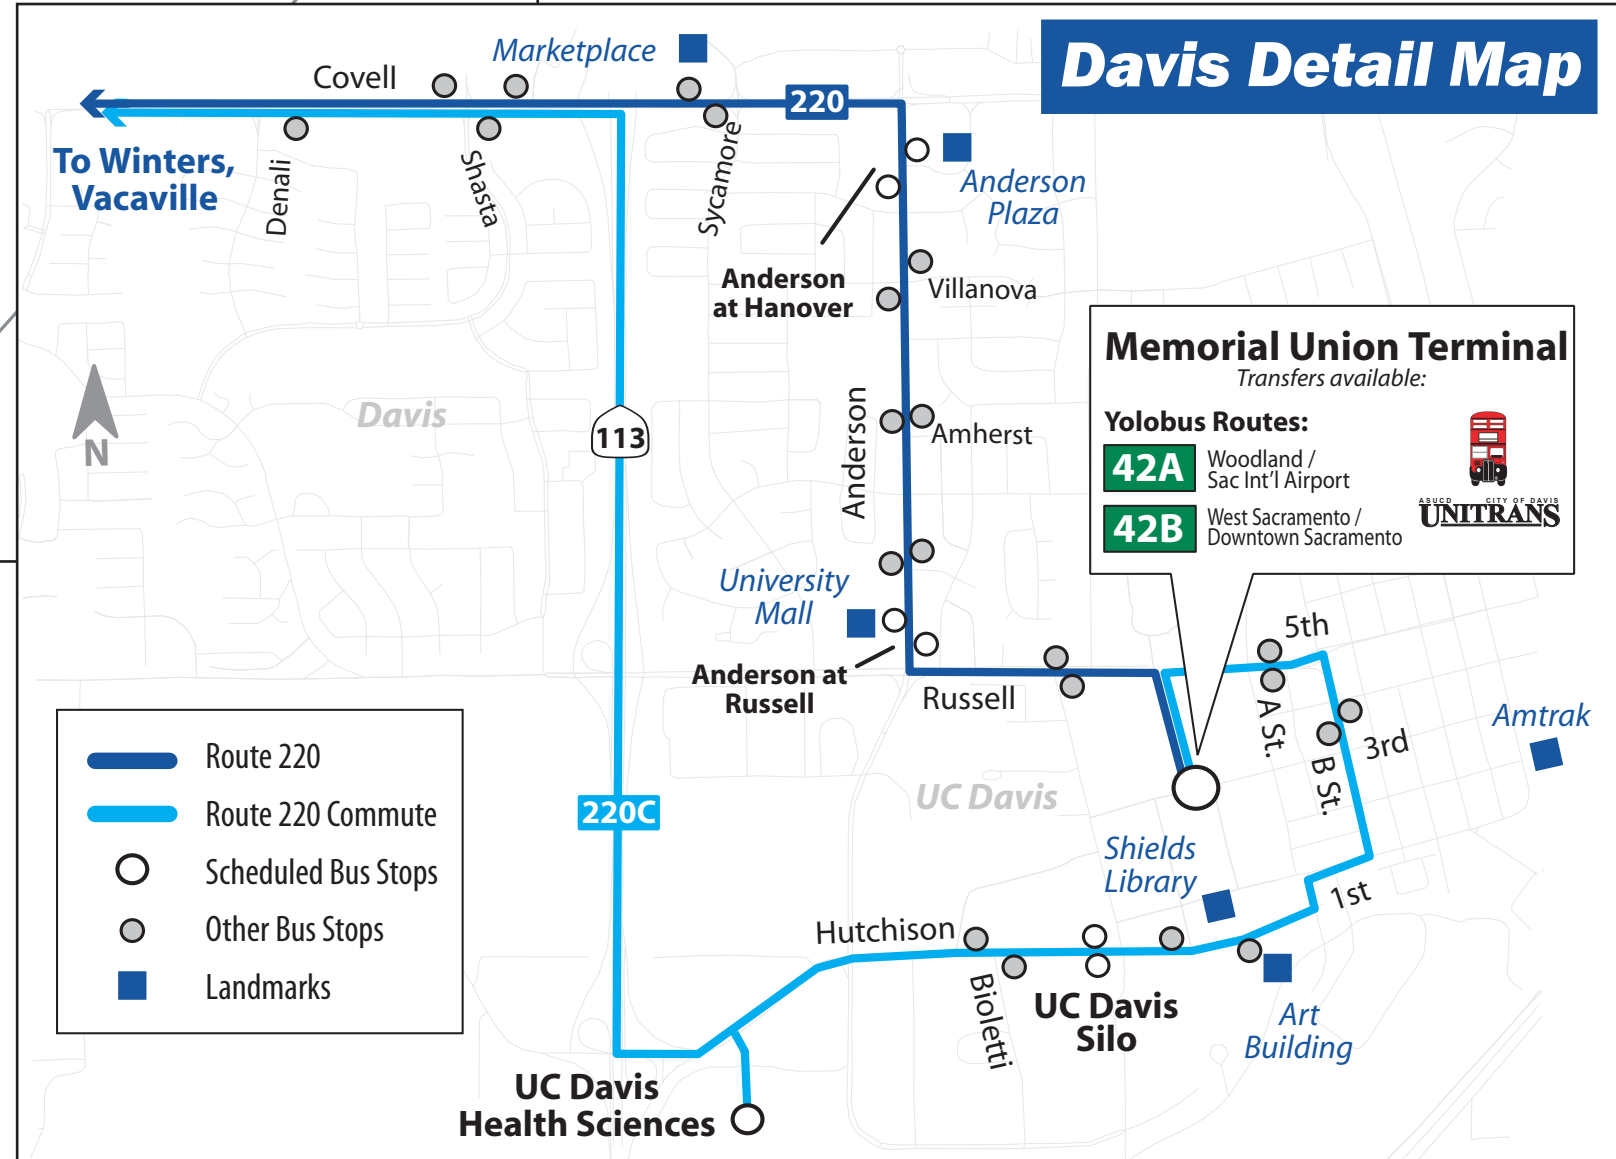 Davis Detail Map
Marketplace
Covell
220
To Winters,
Vacaville
Denali
Shasta
Sycamore
Anderson
Plaza
Anderson
at Hanover
Villanova
Memorial Union Terminal
Transfers available:
Yolobus Routes:
42A
Woodland /
Sac Int'l Airport
42B
West Sacramento /
Downtown Sacramento
ASUCD CITY OF DAVIS
UNITRANS
N
Davis
113
Anderson
Amherst
University
Mall
Anderson at
Russell
Russell
5th
A St.
3rd
B St.
Amtrak
Route 220
Route 220 Commute
Scheduled Bus Stops
Other Bus Stops
Landmarks
220C
UC Davis
Shields
Library
1st
Hutchison
Bioletti
UC Davis
Silo
Art
Building
UC Davis
Health Sciences